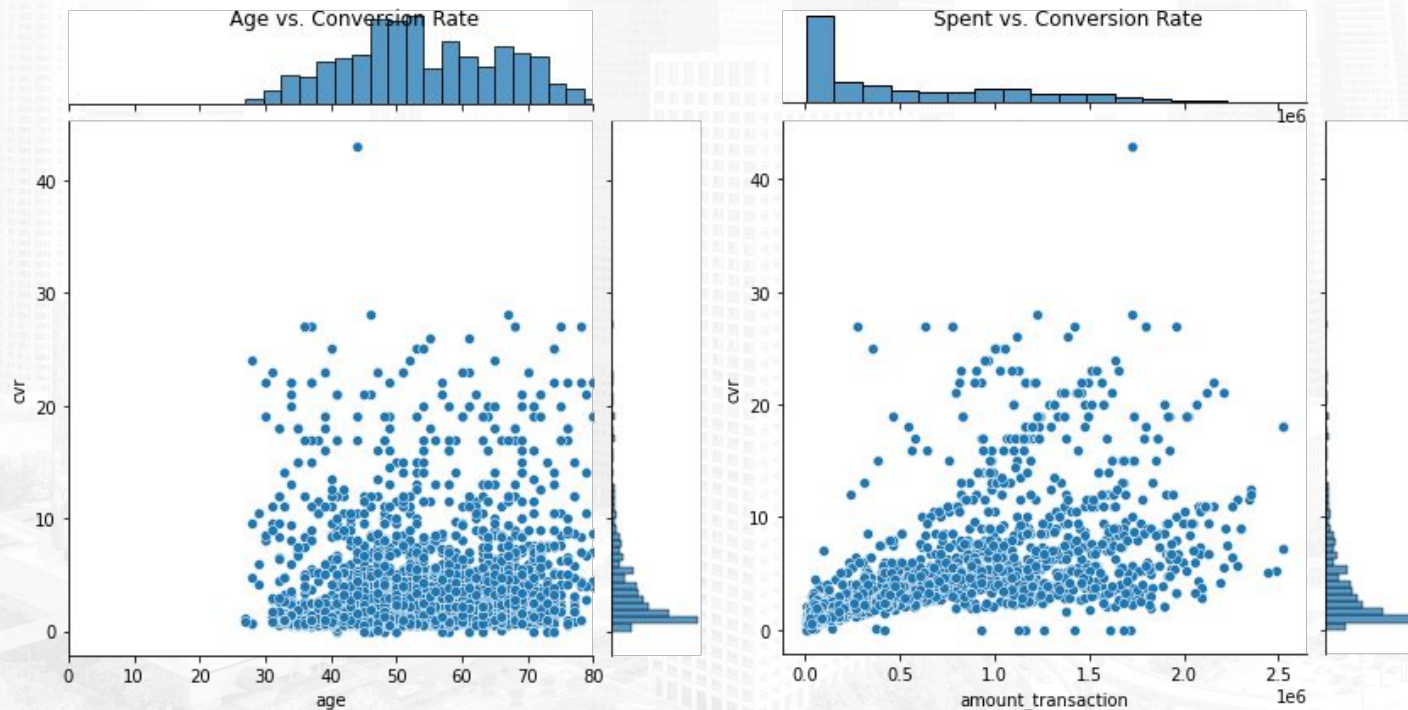 Age vs. Conversion Rate
cvr
40
30
20
10
0
0 10 20 30 40 50 60 70 80
age
Spent vs. Conversion Rate
1e6
cvr
40
30
20
10
0
0.0 0.5 1.0 1.5 2.0 2.5
1e6
amount_transaction